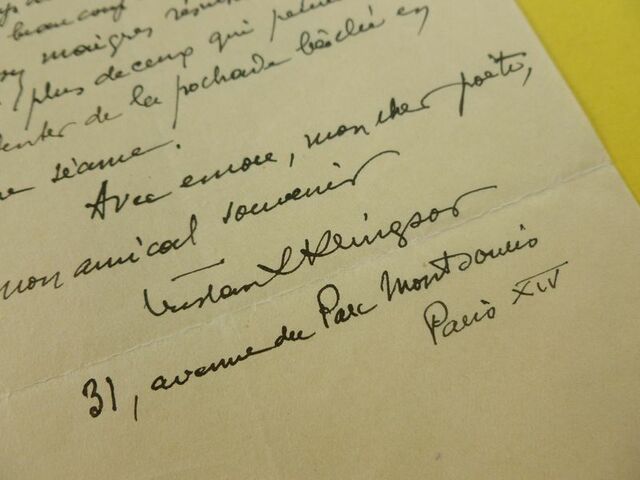 beaucoup
maigres
plus de ceux qui
de la pochade bâclée en
séance.
Avec encore, mon cher poète,
mon amical souvenir
Tristan Klingsor
31, avenue du Parc Montsouris
Paris XIV